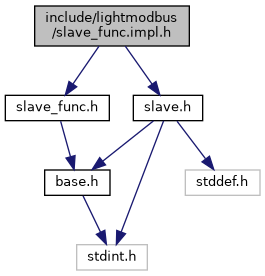 include/lightmodbus
/slave_func.impl.h
slave_func.h
slave.h
base.h
stddef.h
stdint.h